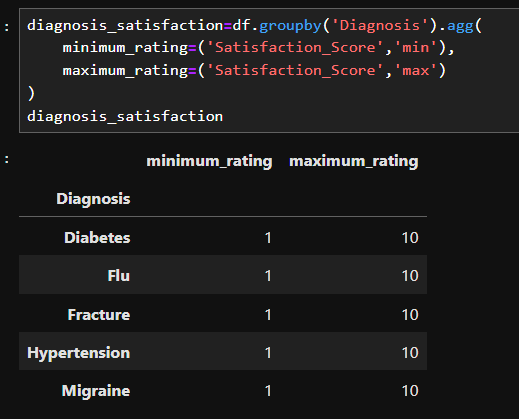 : diagnosis_satisfaction=df.groupby('Diagnosis').agg(
    minimum_rating=('Satisfaction_Score','min'),
    maximum_rating=('Satisfaction_Score','max')
)
diagnosis_satisfaction
: minimum_rating maximum_rating
Diagnosis
Diabetes 1 10
Flu 1 10
Fracture 1 10
Hypertension 1 10
Migraine 1 10